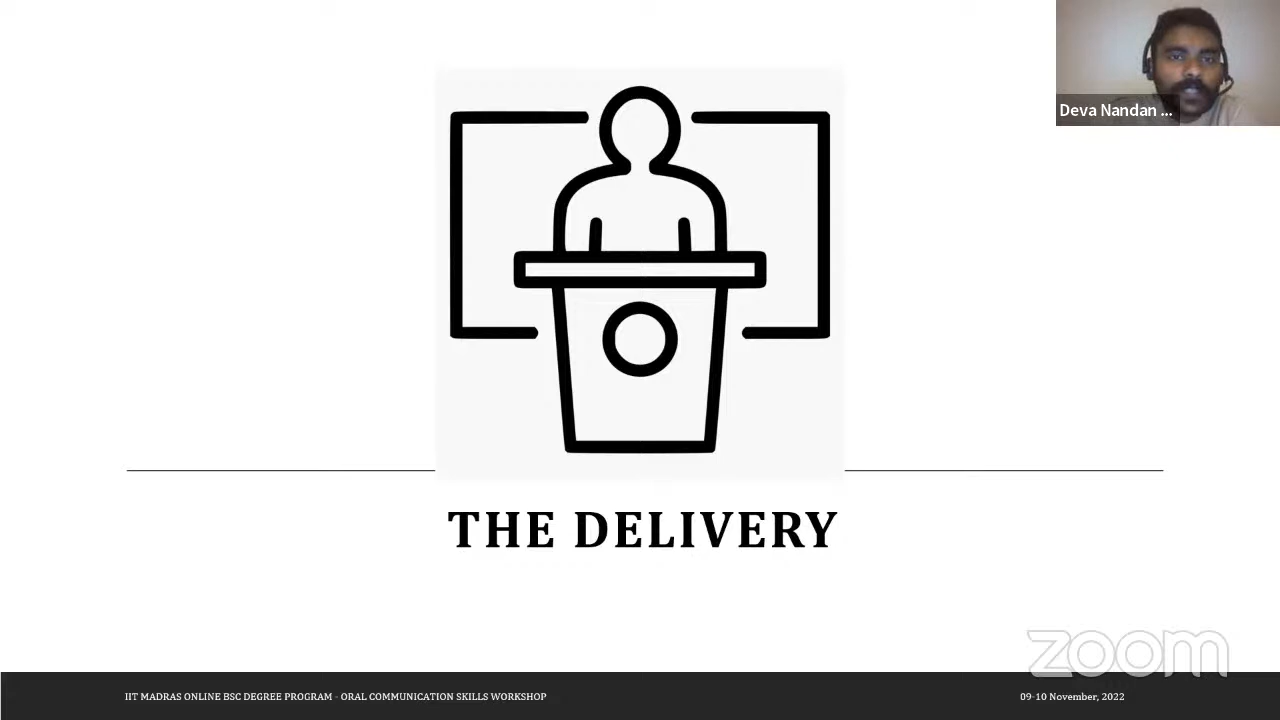 Deva Nandan ...
THE DELIVERY
zoom
IIT MADRAS ONLINE BSC DEGREE PROGRAM - ORAL COMMUNICATION SKILLS WORKSHOP
09-10 November, 2022